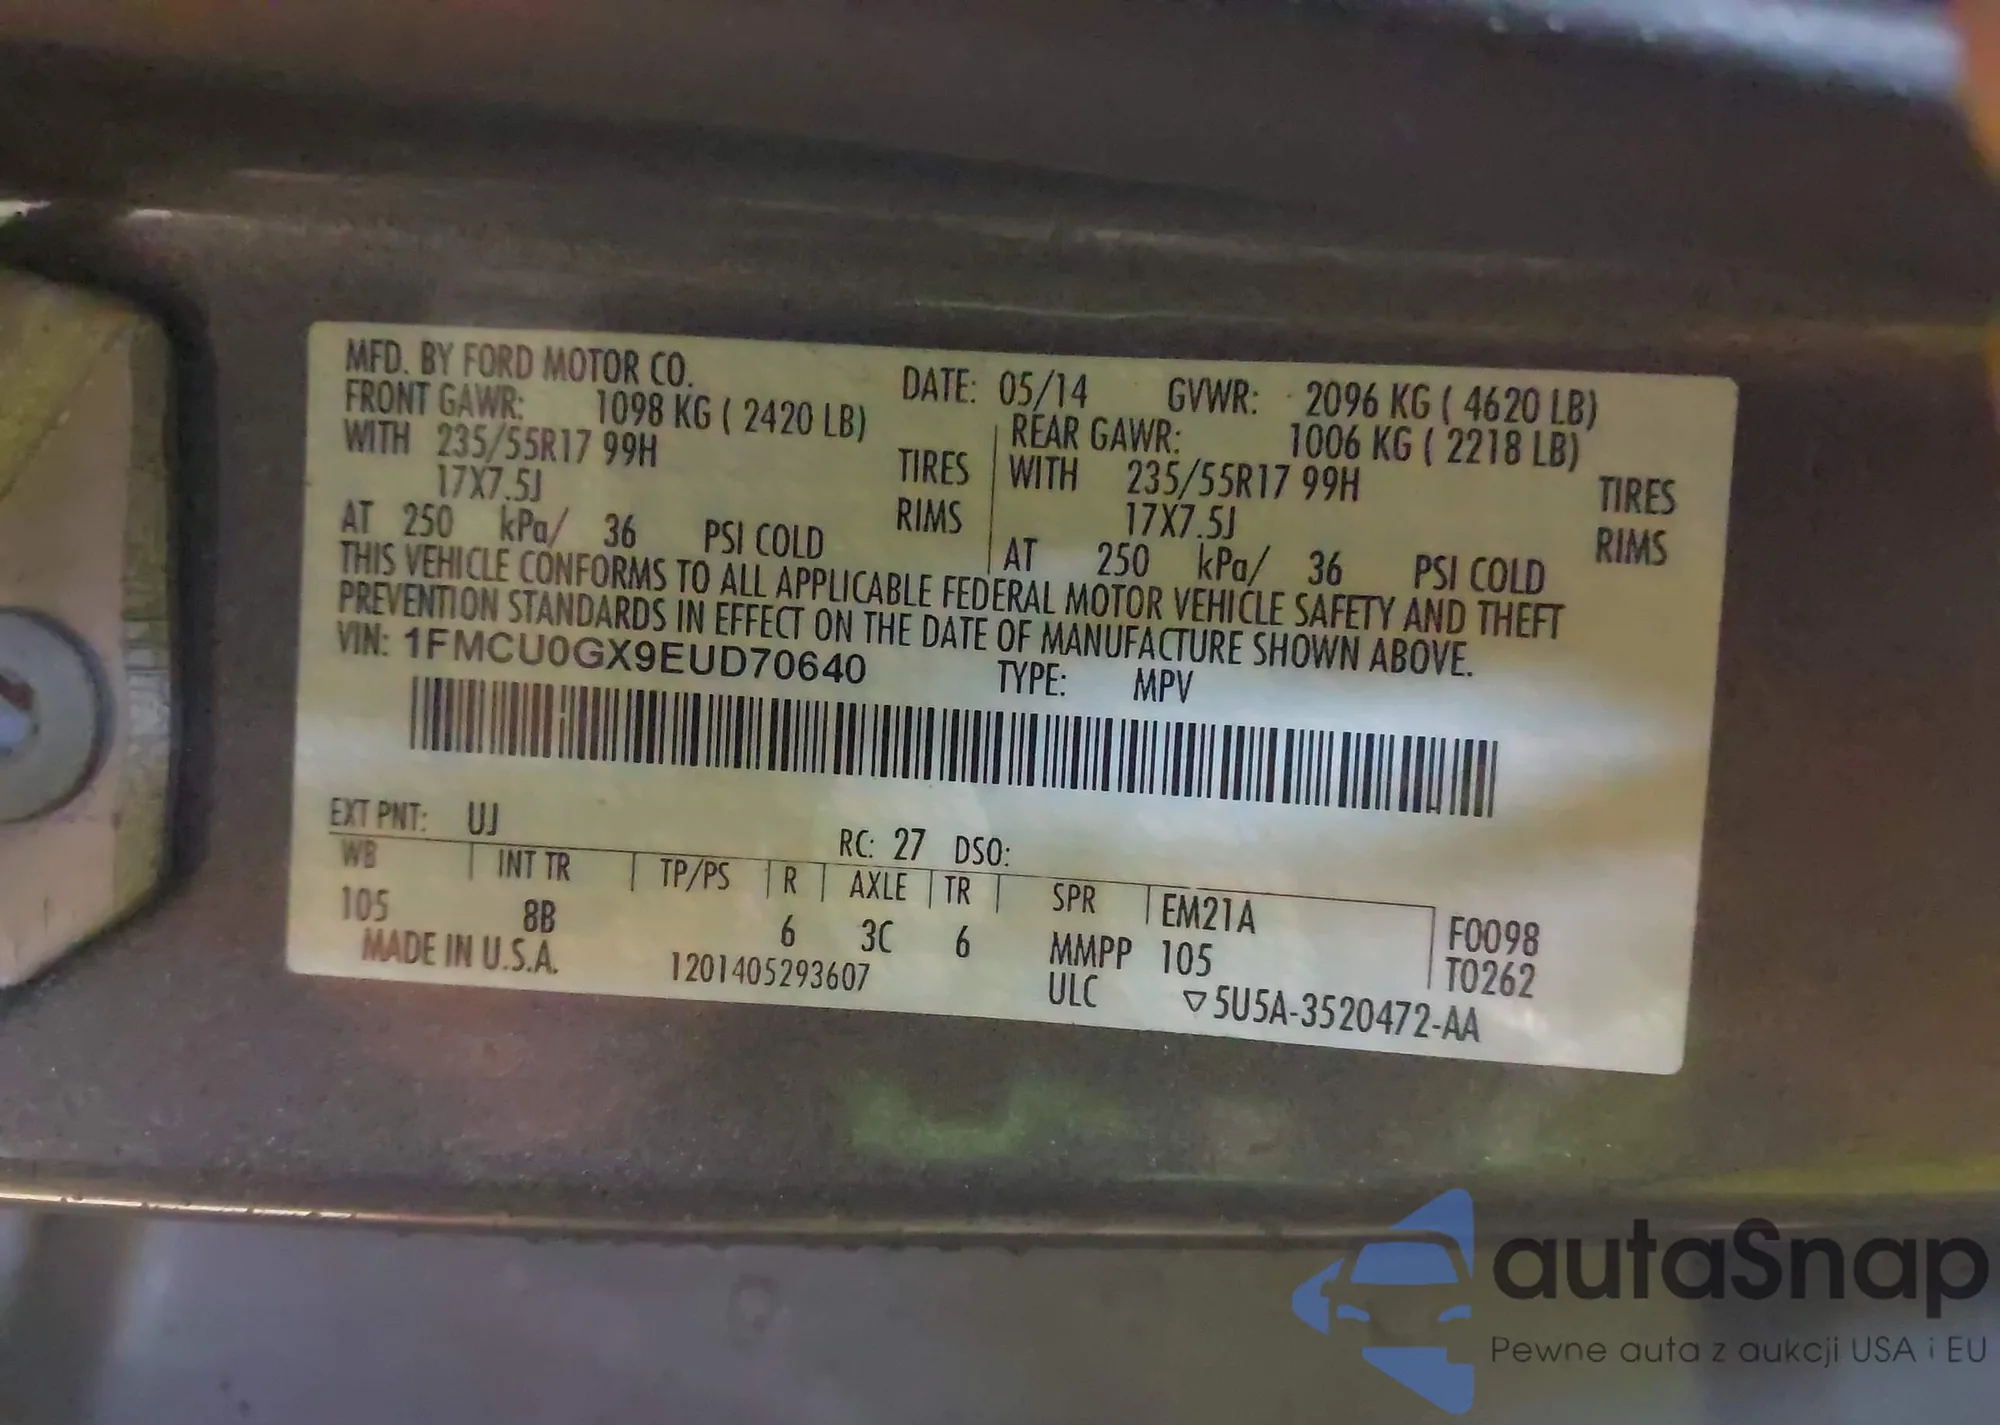 MFD. BY FORD MOTOR CO. DATE: 05/14 GVWR: 2096 KG ( 4620 LB)
FRONT GAWR: 1098 KG ( 2420 LB) REAR GAWR: 1006 KG ( 2218 LB)
WITH 235/55R17 99H TIRES WITH 235/55R17 99H TIRES
17X7.5J RIMS 17X7.5J RIMS
AT 250 kPa/ 36 PSI COLD AT 250 kPa/ 36 PSI COLD
THIS VEHICLE CONFORMS TO ALL APPLICABLE FEDERAL MOTOR VEHICLE SAFETY AND THEFT
PREVENTION STANDARDS IN EFFECT ON THE DATE OF MANUFACTURE SHOWN ABOVE.
VIN: 1FMCU0GX9EUD70640 TYPE: MPV
EXT PNT: UJ RC: 27 DSO:
WB INT TR TP/PS R AXLE TR SPR EM21A F0098
105 8B 6 3C 6 MMPP 105 T0262
MADE IN U.S.A. 1201405293607 ULC ▽5U5A-3520472-AA
autaSnap
Pewne auta z aukcji USA i EU